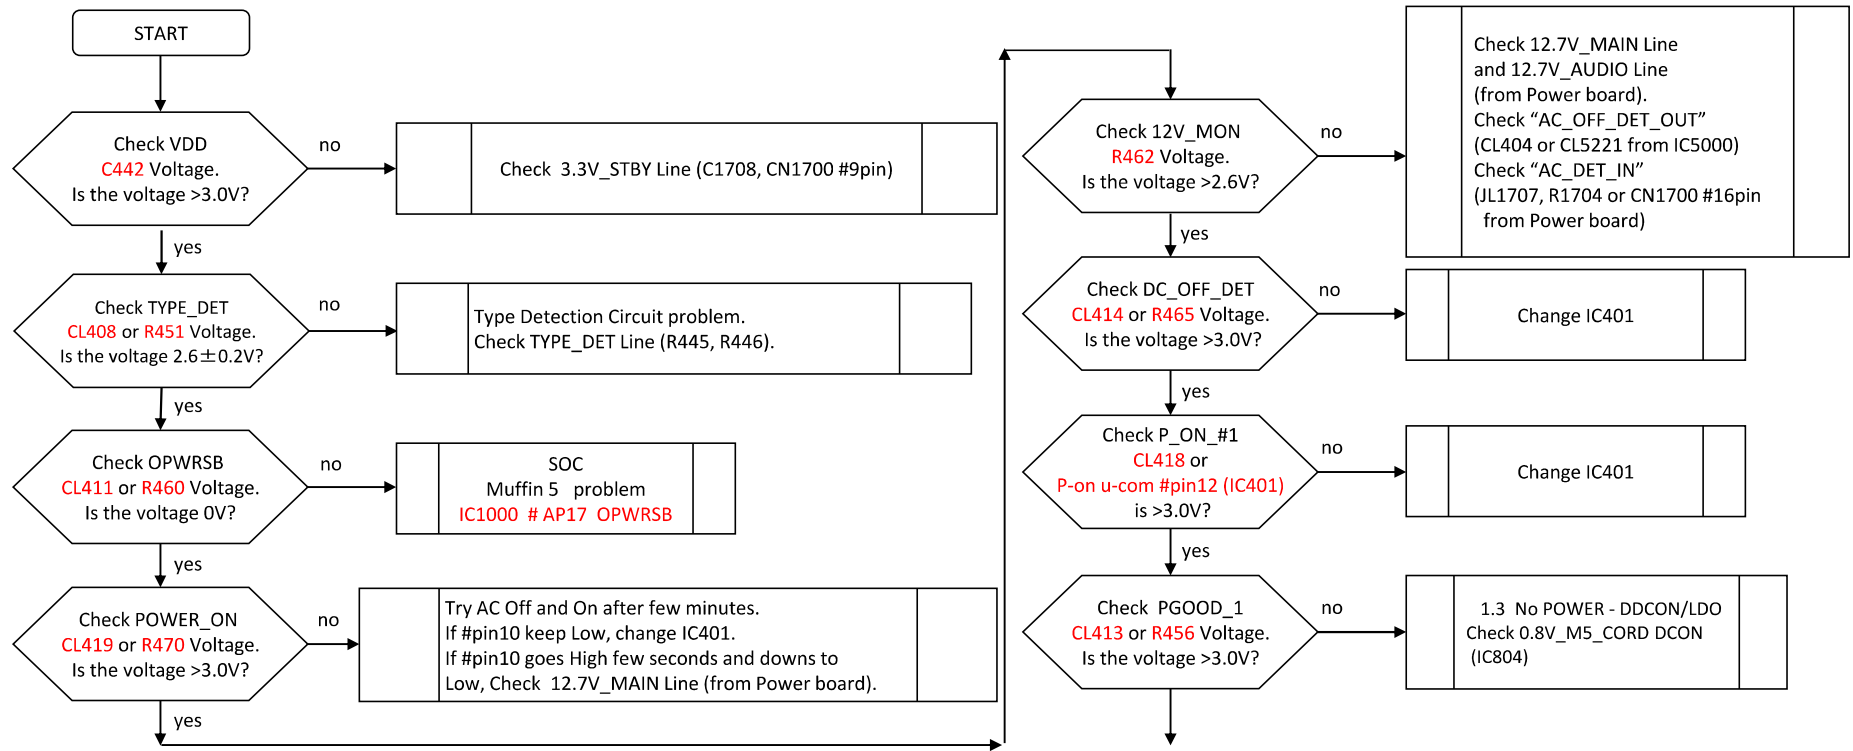 START
Check VDD
C442 Voltage.
Is the voltage >3.0V?
no
Check 3.3V_STBY Line (C1708, CN1700 #9pin)
yes
Check TYPE_DET
CL408 or R451 Voltage.
Is the voltage 2.6±0.2V?
no
Type Detection Circuit problem.
Check TYPE_DET Line (R445, R446).
yes
Check OPWRSB
CL411 or R460 Voltage.
Is the voltage 0V?
no
SOC
Muffin 5 problem
IC1000 # AP17 OPWRSB
yes
Check POWER_ON
CL419 or R470 Voltage.
Is the voltage >3.0V?
no
Try AC Off and On after few minutes.
If #pin10 keep Low, change IC401.
If #pin10 goes High few seconds and downs to
Low, Check 12.7V_MAIN Line (from Power board).
yes
Check 12V_MON
R462 Voltage.
Is the voltage >2.6V?
no
Check 12.7V_MAIN Line
and 12.7V_AUDIO Line
(from Power board).
Check “AC_OFF_DET_OUT”
(CL404 or CL5221 from IC5000)
Check “AC_DET_IN”
(JL1707, R1704 or CN1700 #16pin
from Power board)
yes
Check DC_OFF_DET
CL414 or R465 Voltage.
Is the voltage >3.0V?
no
Change IC401
yes
Check P_ON_#1
CL418 or
P-on u-com #pin12 (IC401)
is >3.0V?
no
Change IC401
yes
Check PGOOD_1
CL413 or R456 Voltage.
Is the voltage >3.0V?
no
1.3 No POWER - DDCON/LDO
Check 0.8V_M5_CORD DCON
(IC804)